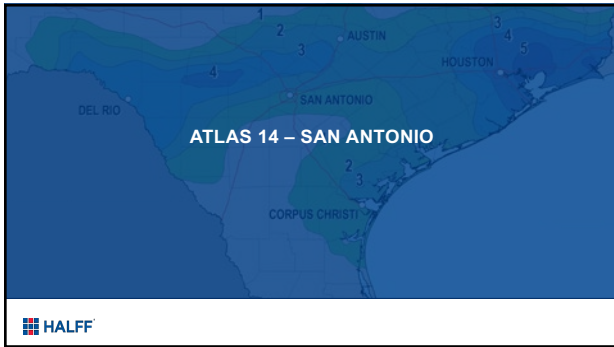 1
2
3
AUSTIN
3
4
5
HOUSTON
4
DEL RIO
SAN ANTONIO
ATLAS 14 – SAN ANTONIO
2
3
CORPUS CHRISTI
HALFF